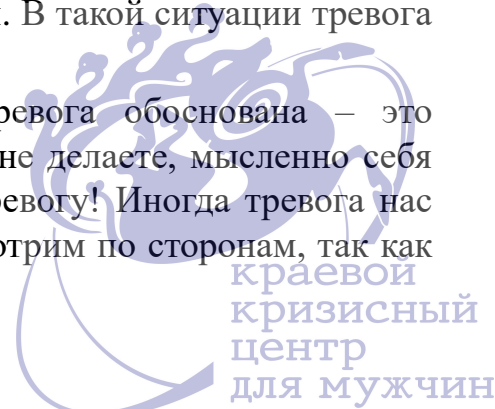 . В такой ситуации тревога
ревога обоснована – это
не делаете, мысленно себя
ревогу! Иногда тревога нас
отрим по сторонам, так как
краевой
кризисный
центр
для мужчин